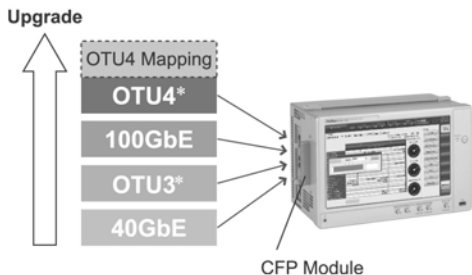 Upgrade
OTU4 Mapping
OTU4*
100GbE
OTU3*
40GbE
CFP Module